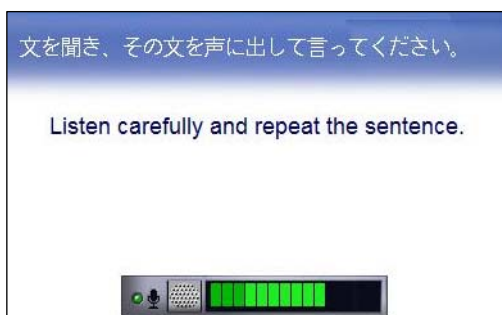 文を聞き、その文を声に出して言ってください。
Listen carefully and repeat the sentence.